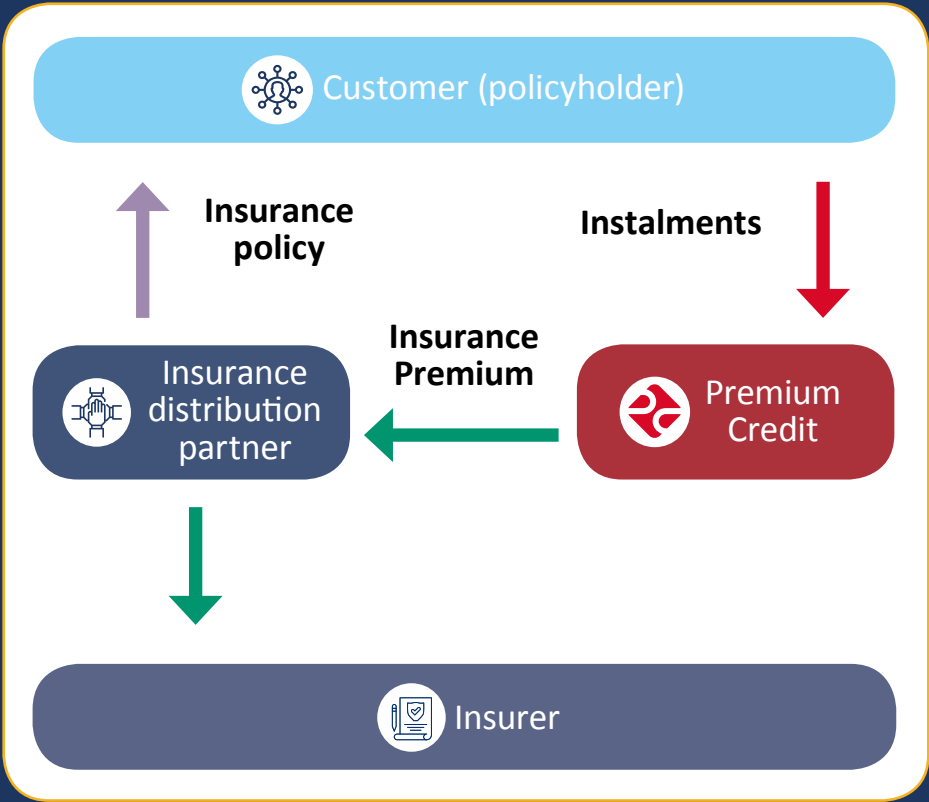 Customer (policyholder)
Insurance
policy
Instalments
Insurance
Premium
Insurance
distribution
partner
Premium
Credit
Insurer